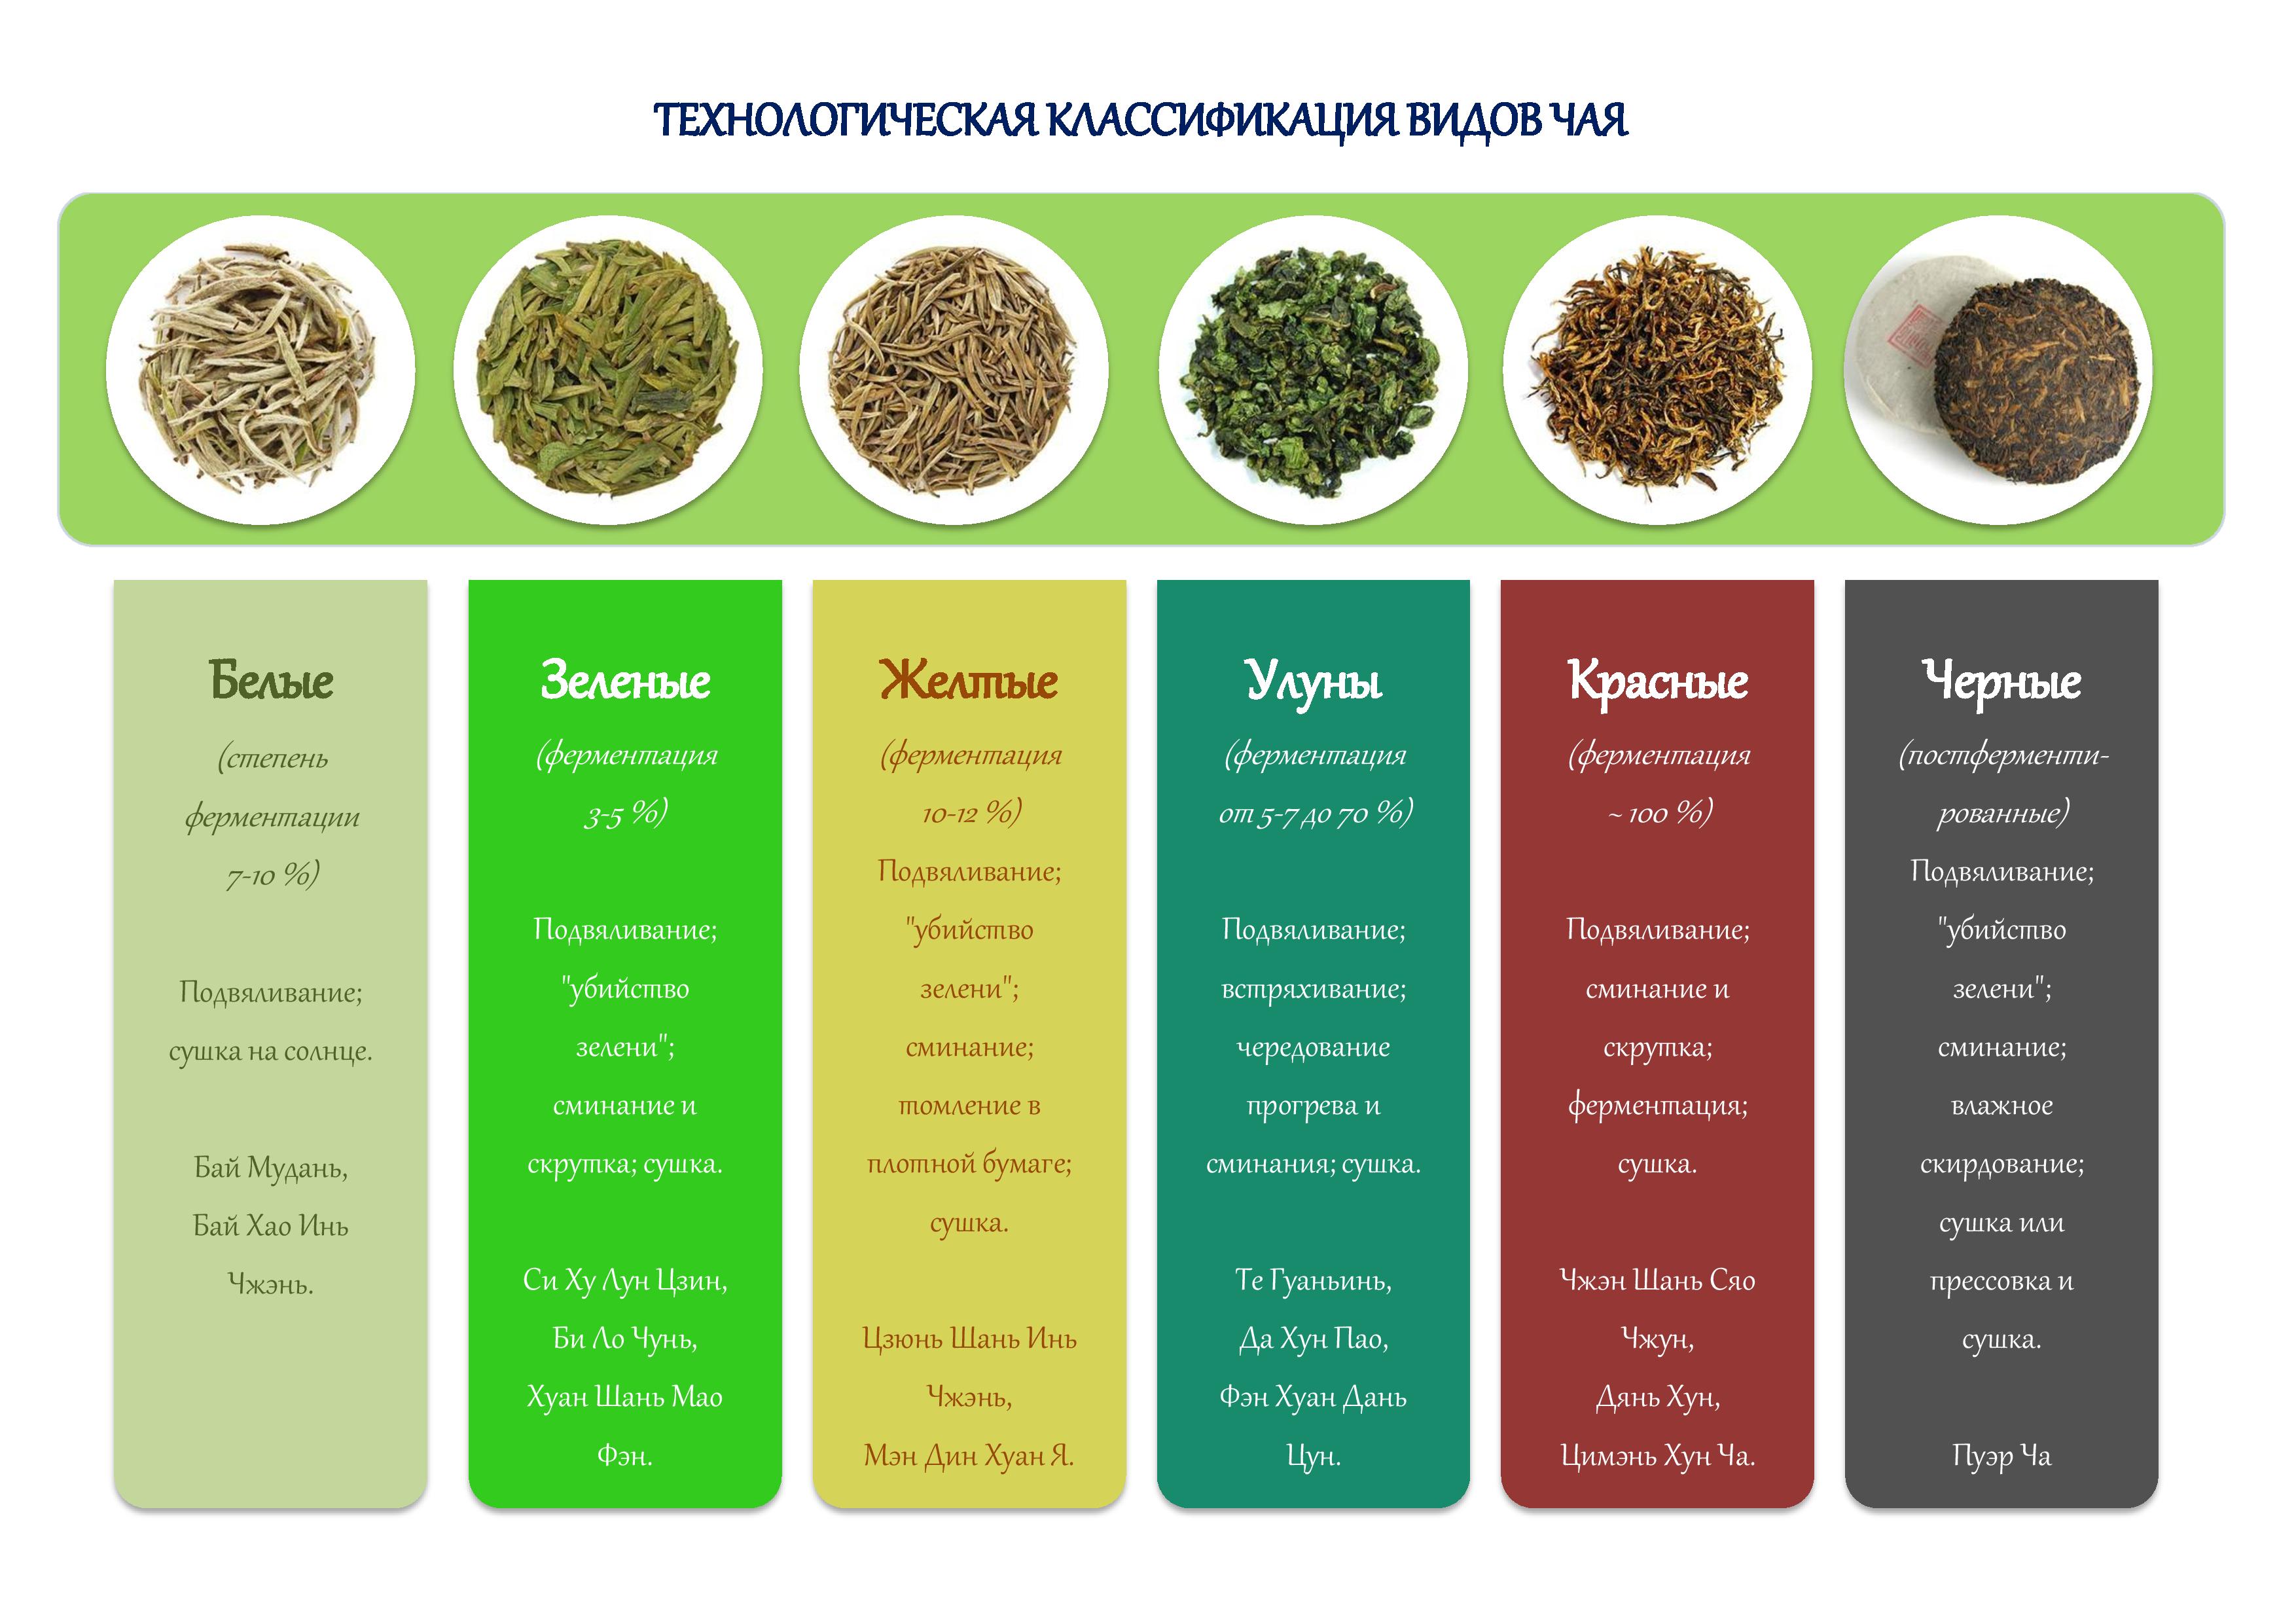 ТЕХНОЛОГИЧЕСКАЯ КЛАССИФИКАЦИЯ ВИДОВ ЧАЯ
Белые
(степень
ферментации
7-10 %)
Подвяливание;
сушка на солнце.
Бай Мудань,
Бай Хао Инь
Чжэнь.
Зеленые
(ферментация
3-5 %)
Подвяливание;
"убийство
зелени";
сминание и
скрутка; сушка.
Си Ху Лун Цзин,
Би Ло Чунь,
Хуан Шань Мао
Фэн.
Желтые
(ферментация
10-12 %)
Подвяливание;
"убийство
зелени";
сминание;
томление в
плотной бумаге;
сушка.
Цзюнь Шань Инь
Чжэнь,
Мэн Дин Хуан Я.
Улуны
(ферментация
от 5-7 до 70 %)
Подвяливание;
встряхивание;
чередование
прогрева и
сминания; сушка.
Те Гуаньинь,
Да Хун Пао,
Фэн Хуан Дань
Цун.
Красные
(ферментация
~ 100 %)
Подвяливание;
сминание и
скрутка;
ферментация;
сушка.
Чжэн Шань Сяо
Чжун,
Дянь Хун,
Цимэнь Хун Ча.
Черные
(постферменти-
рованные)
Подвяливание;
"убийство
зелени";
сминание;
влажное
скирдование;
сушка или
прессовка и
сушка.
Пуэр Ча